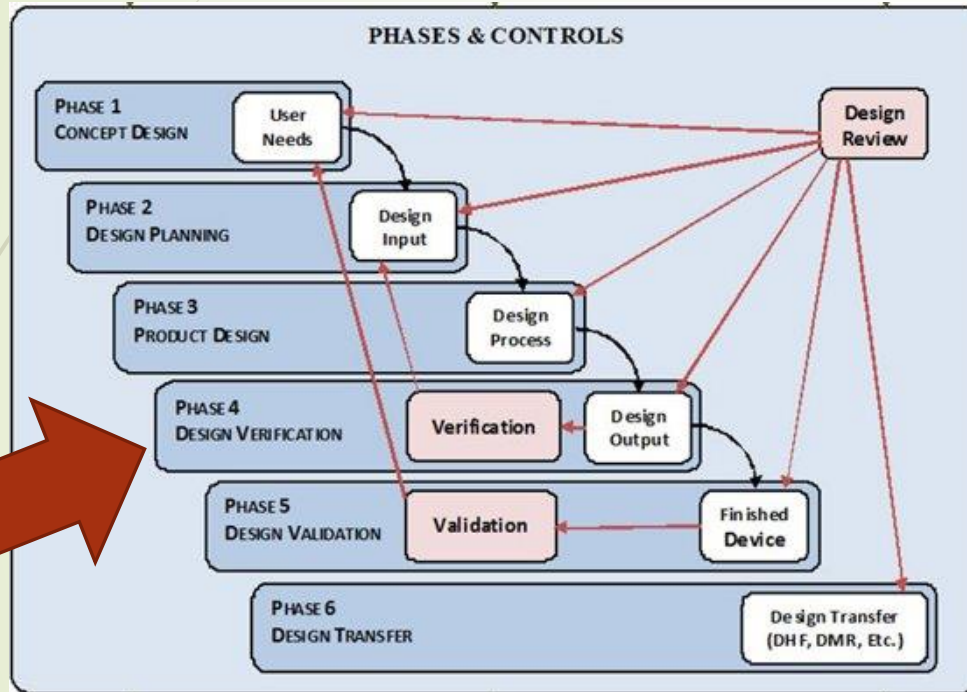 PHASES & CONTROLS
PHASE 1
CONCEPT DESIGN
User
Needs
Design
Review
PHASE 2
DESIGN PLANNING
Design
Input
PHASE 3
PRODUCT DESIGN
Design
Process
PHASE 4
DESIGN VERIFICATION
Verification
Design
Output
PHASE 5
DESIGN VALIDATION
Validation
Finished
Device
PHASE 6
DESIGN TRANSFER
Design Transfer
(DHF, DMR, Etc.)